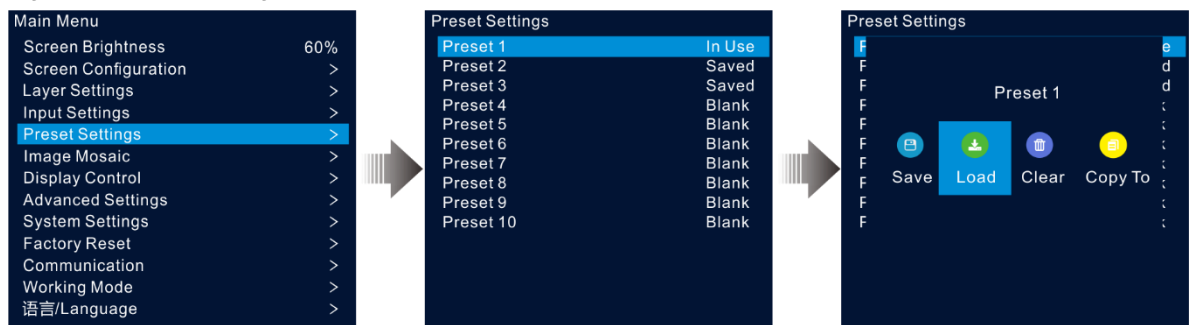 Main Menu
Screen Brightness 60%
Screen Configuration >
Layer Settings >
Input Settings >
Preset Settings >
Image Mosaic >
Display Control >
Advanced Settings >
System Settings >
Factory Reset >
Communication >
Working Mode >
语言/Language >
Preset Settings
Preset 1 In Use
Preset 2 Saved
Preset 3 Saved
Preset 4 Blank
Preset 5 Blank
Preset 6 Blank
Preset 7 Blank
Preset 8 Blank
Preset 9 Blank
Preset 10 Blank
Preset Settings
Preset 1
Save Load Clear Copy To